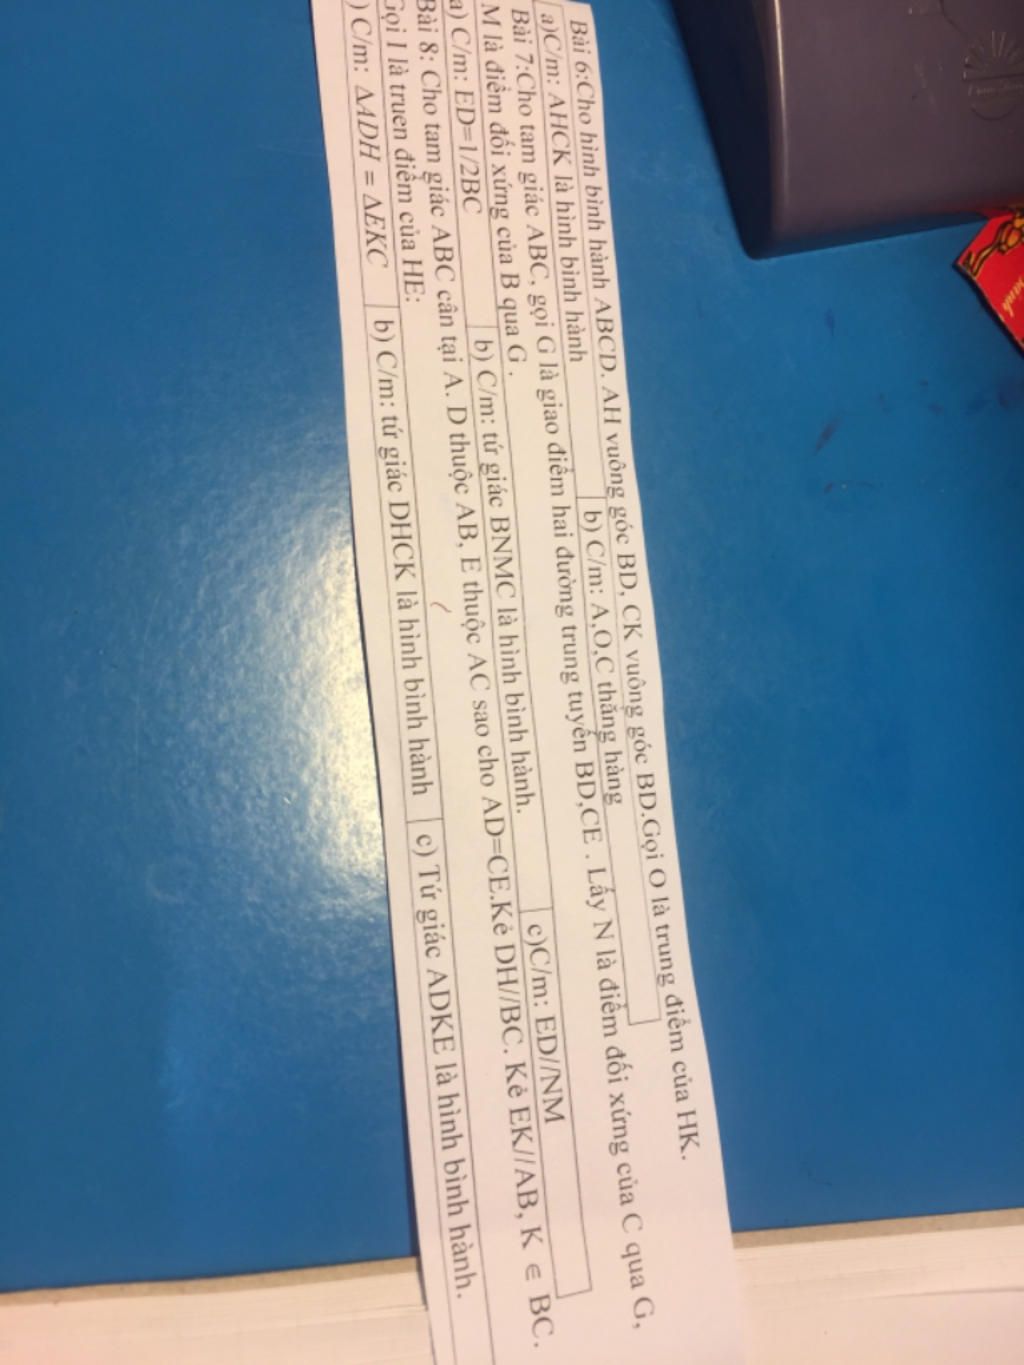 Bài 6:Cho hình bình hành ABCD. AH vuông góc BD, CK vuông góc BD.Gọi O là trung điểm của HK.
a)C/m: AHCK là hình bình hành b) C/m: A,O,C thẳng hàng
Bài 7:Cho tam giác ABC, gọi G là giao điểm hai đường trung tuyến BD,CE . Lấy N là điểm đối xứng của C qua G,
M là điểm đối xứng của B qua G .
a) C/m: ED=1/2BC b) C/m: tứ giác BNMC là hình bình hành. c)C/m: ED//NM
Bài 8: Cho tam giác ABC cân tại A. D thuộc AB, E thuộc AC sao cho AD=CE.Kẻ DH//BC. Kẻ EK//AB, K ∈ BC.
Gọi I là truen điểm của HE:
) C/m: ΔADH = ΔEKC b) C/m: tứ giác DHCK là hình bình hành c) Tứ giác ADKE là hình bình hành.